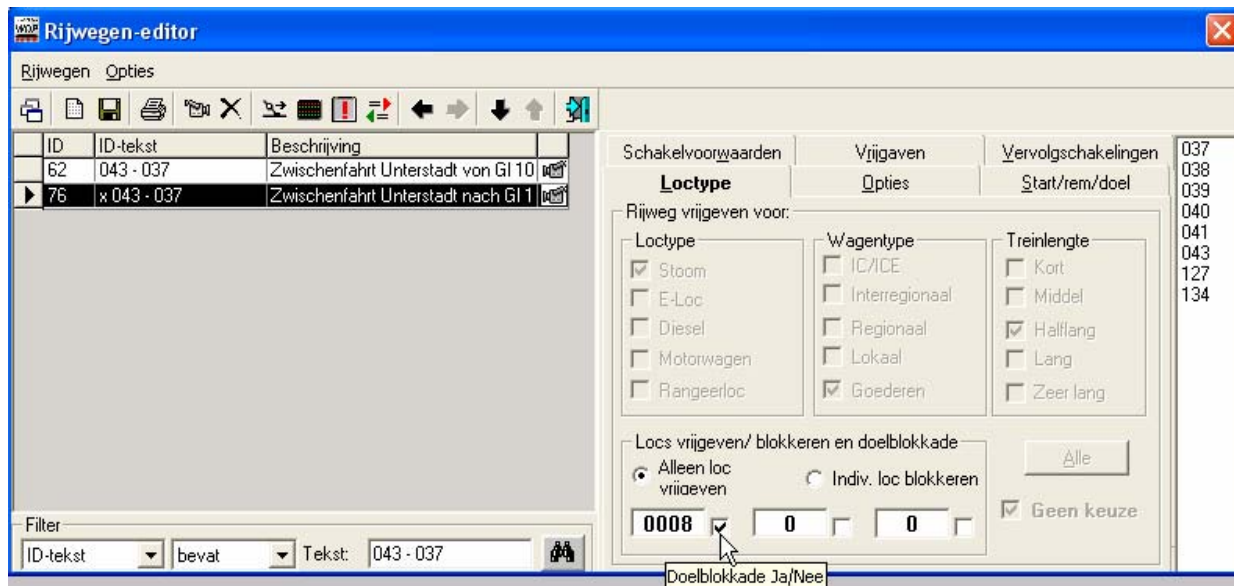 WDP Rijwegen-editor
Rijwegen Opties
ID ID-tekst Beschrijving
62 043 - 037 Zwischenfahrt Unterstadt von Gl 10
76 x 043 - 037 Zwischenfahrt Unterstadt nach Gl 1
Filter
ID-tekst bevat Tekst: 043 - 037
Schakelvoorwaarden Vrijgaven Vervolgschakelingen
Loctype Opties Start/rem/doel
Rijweg vrijgeven voor:
Loctype
Stoom
E-Loc
Diesel
Motorwagen
Rangeerloc
Wagentype
IC/ICE
Interregionaal
Regionaal
Lokaal
Goederen
Treinlengte
Kort
Middel
Halflang
Lang
Zeer lang
Locs vrijgeven/ blokkeren en doelblokkade
Alleen loc
vrijgeven
Indiv. loc blokkeren
0008 0 0
Alle
Geen keuze
Doelblokkade Ja/Nee
037
038
039
040
041
043
127
134